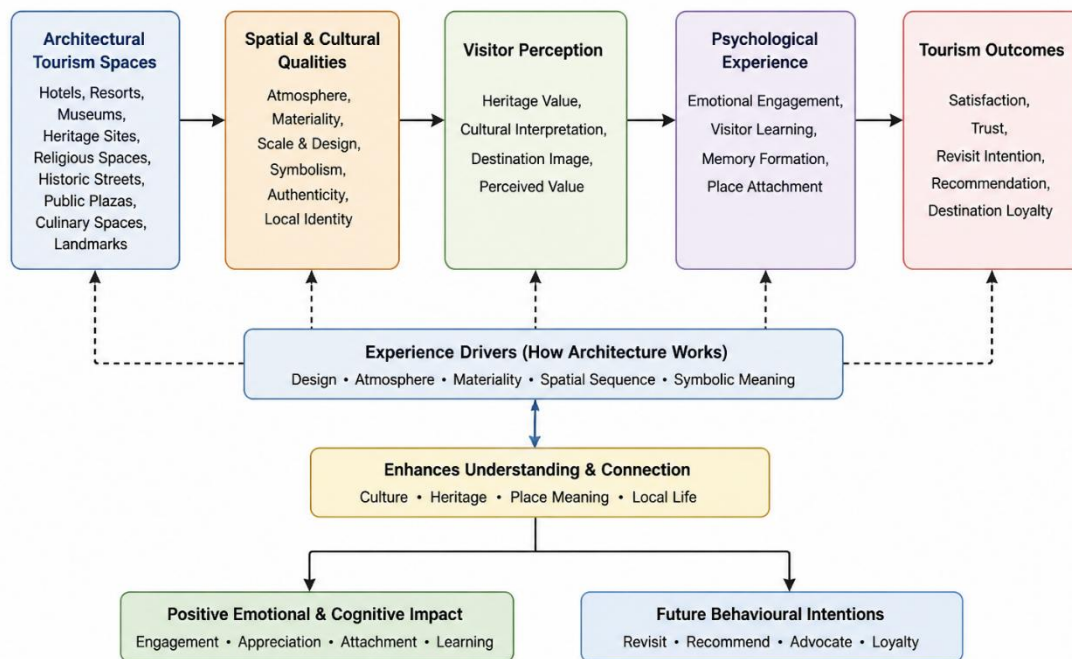 Architectural
Tourism Spaces
Hotels, Resorts,
Museums,
Heritage Sites,
Religious Spaces,
Historic Streets,
Public Plazas,
Culinary Spaces,
Landmarks
Spatial & Cultural
Qualities
Atmosphere,
Materiality,
Scale & Design,
Symbolism,
Authenticity,
Local Identity
Visitor Perception
Heritage Value,
Cultural Interpretation,
Destination Image,
Perceived Value
Psychological
Experience
Emotional Engagement,
Visitor Learning,
Memory Formation,
Place Attachment
Tourism Outcomes
Satisfaction,
Trust,
Revisit Intention,
Recommendation,
Destination Loyalty
Experience Drivers (How Architecture Works)
Design • Atmosphere • Materiality • Spatial Sequence • Symbolic Meaning
Enhances Understanding & Connection
Culture • Heritage • Place Meaning • Local Life
Positive Emotional & Cognitive Impact
Engagement • Appreciation • Attachment • Learning
Future Behavioural Intentions
Revisit • Recommend • Advocate • Loyalty